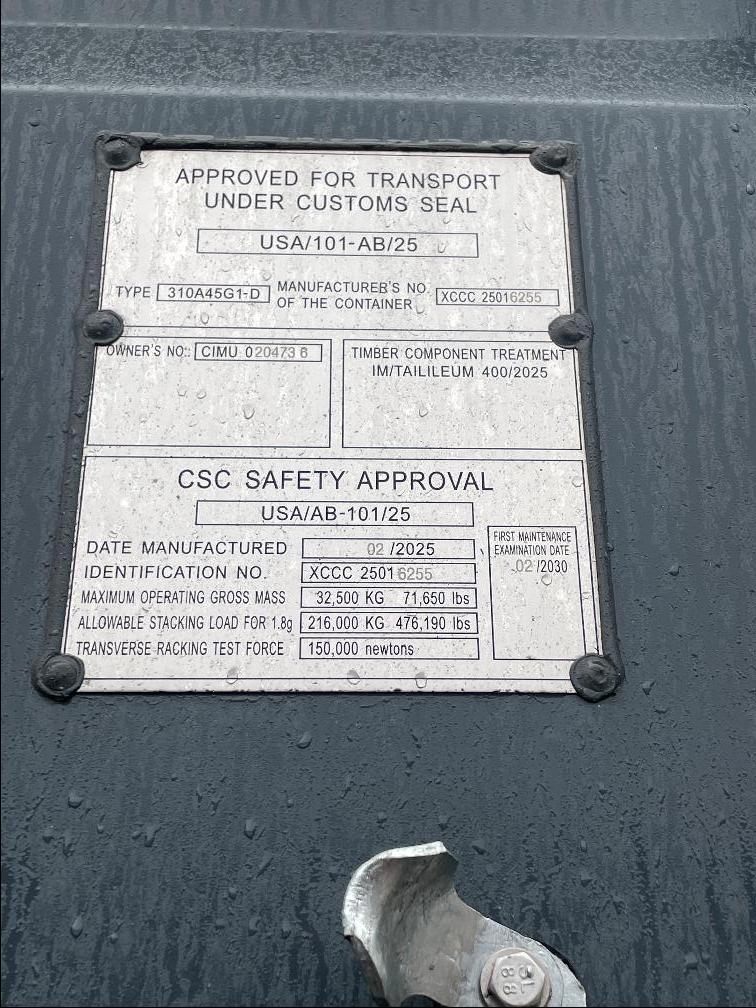 APPROVED FOR TRANSPORT
UNDER CUSTOMS SEAL
USA/101-AB/25
TYPE 310A45G1-D MANUFACTURER'S NO. OF THE CONTAINER XCCC 25016255
OWNER'S NO.: CIMU 020473 6
TIMBER COMPONENT TREATMENT
IM/TAILILEUM 400/2025
CSC SAFETY APPROVAL
USA/AB-101/25
DATE MANUFACTURED 02 /2025
IDENTIFICATION NO. XCCC 25016255
MAXIMUM OPERATING GROSS MASS 32,500 KG 71,650 lbs
ALLOWABLE STACKING LOAD FOR 1.8g 216,000 KG 476,190 lbs
TRANSVERSE RACKING TEST FORCE 150,000 newtons
FIRST MAINTENANCE
EXAMINATION DATE
02 /2030